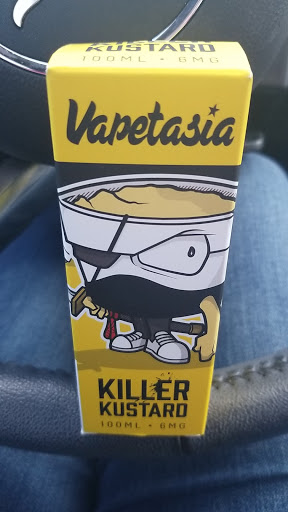 KUSTARD
100ML • 6MG
Vapetasia
KILLER
KUSTARD
100ML • 6MG